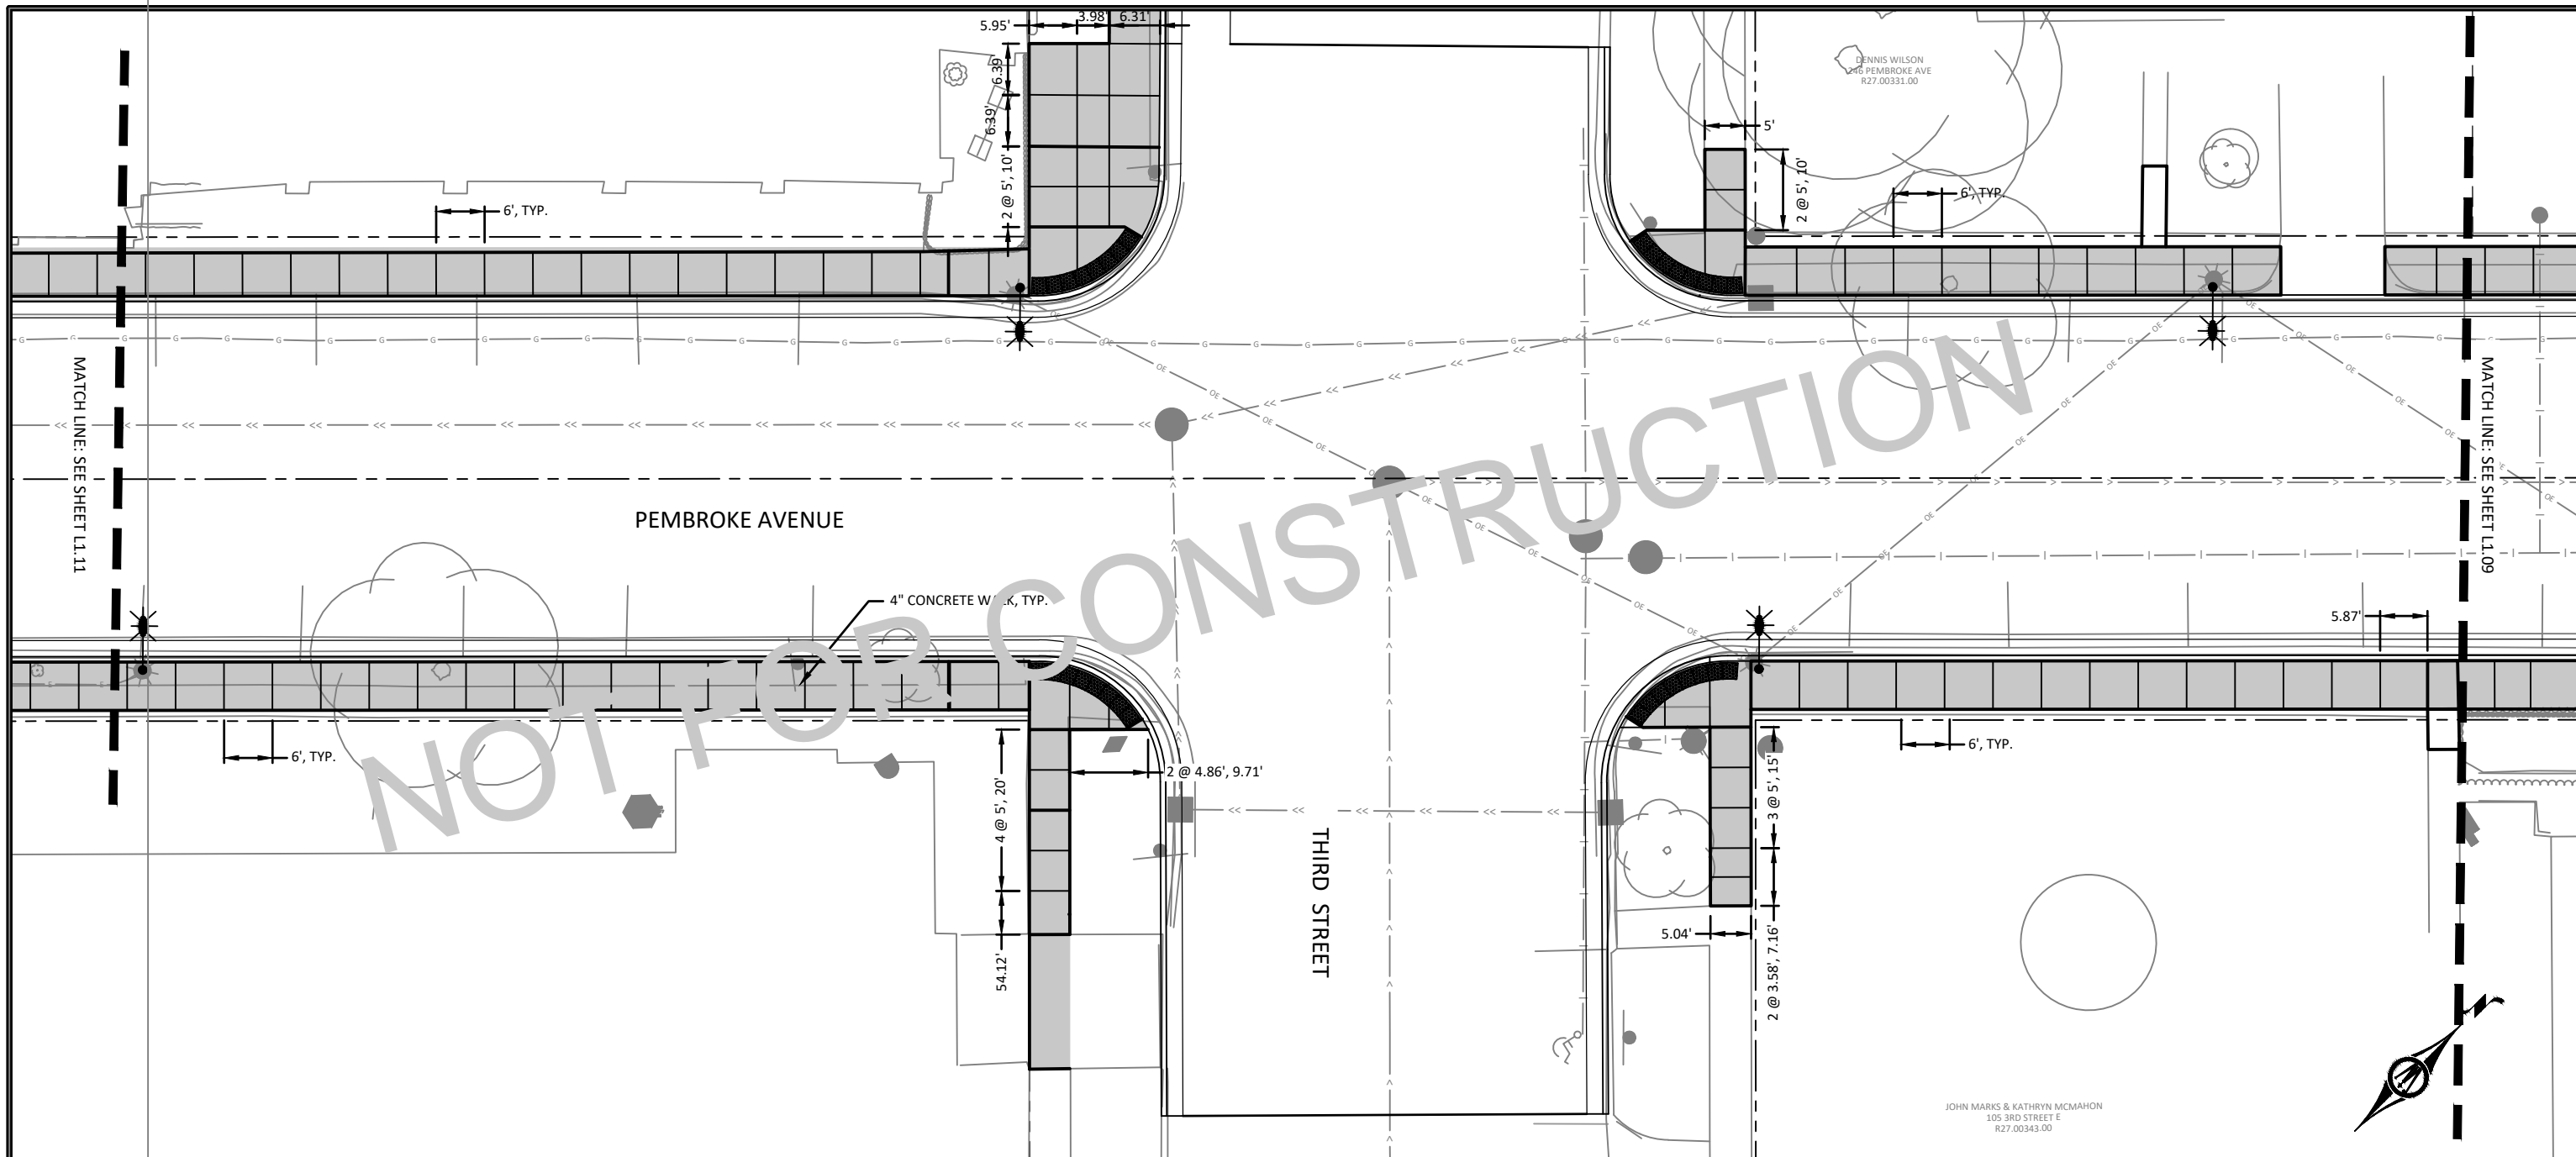 5.95'
3.98'
6.31'
6.39'
6.39'
2 @ 5', 10'
6', TYP.
DENNIS WILSON
246 PEMBROKE AVE
R27.00331.00
5'
2 @ 5', 10'
6', TYP.
MATCH LINE: SEE SHEET L1.11
MATCH LINE: SEE SHEET L1.09
PEMBROKE AVENUE
NOT FOR CONSTRUCTION
4" CONCRETE WALK, TYP.
5.87'
6', TYP.
6', TYP.
2 @ 4.86', 9.71'
4 @ 5', 20'
54.12'
THIRD STREET
3 @ 5', 15'
5.04'
2 @ 3.58', 7.16'
JOHN MARKS & KATHRYN MCMAHON
105 3RD STREET E
R27.00343.00